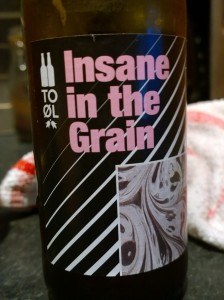 Insane
in the
Grain
TO
ØL